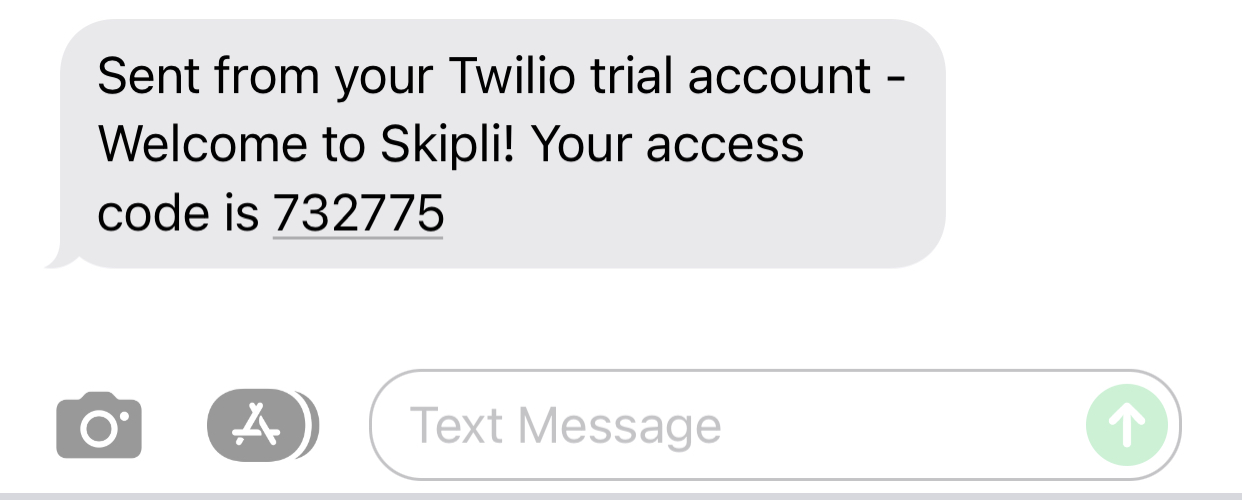 Sent from your Twilio trial account -
Welcome to Skipli! Your access
code is 732775
Text Message